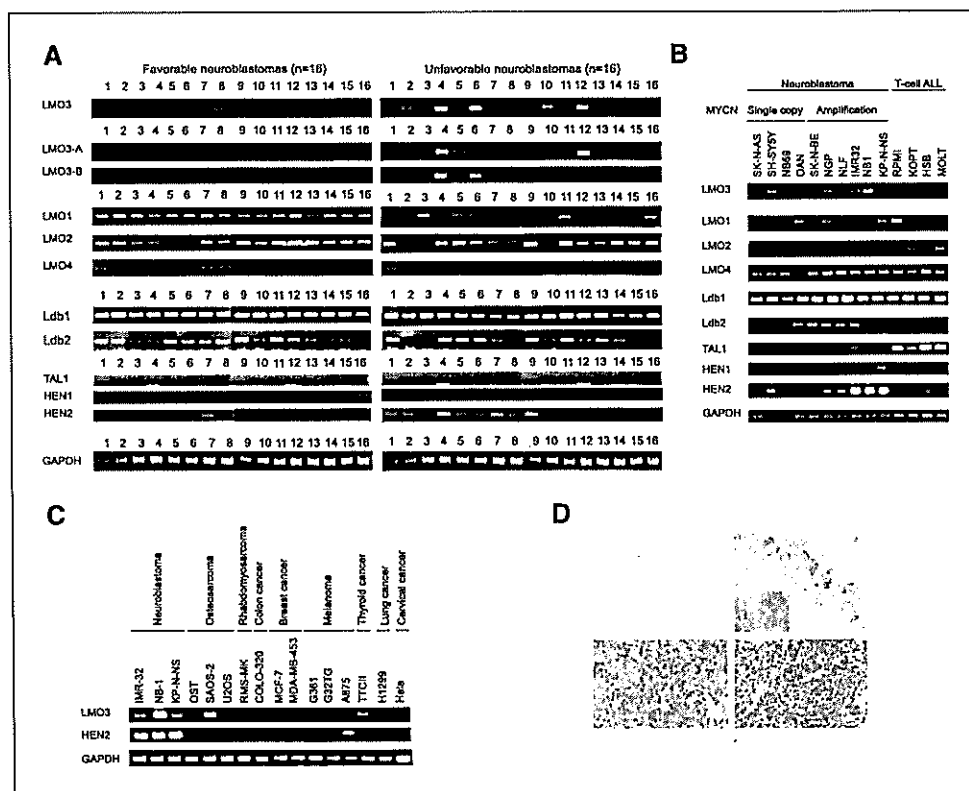 A
Favorable neuroblastomas (n=16)
Unfavorable neuroblastomas (n=16)
1 2 3 4 5 6 7 8 9 10 11 12 13 14 15 16
1 2 3 4 5 6 7 8 9 10 11 12 13 14 15 16
LMO3
1 2 3 4 5 6 7 8 9 10 11 12 13 14 15 16
1 2 3 4 5 6 7 8 9 10 11 12 13 14 15 16
LMO3-A
LMO3-B
1 2 3 4 5 6 7 8 9 10 11 12 13 14 15 16
1 2 3 4 5 6 7 8 9 10 11 12 13 14 15 16
LMO1
LMO2
LMO4
1 2 3 4 5 6 7 8 9 10 11 12 13 14 15 16
1 2 3 4 5 6 7 8 9 10 11 12 13 14 15 16
Ldb1
Ldb2
1 2 3 4 5 6 7 8 9 10 11 12 13 14 15 16
1 2 3 4 5 6 7 8 9 10 11 12 13 14 15 16
TAL1
HEN1
HEN2
1 2 3 4 5 6 7 8 9 10 11 12 13 14 15 16
1 2 3 4 5 6 7 8 9 10 11 12 13 14 15 16
GAPDH
B
Neuroblastoma
T-cell ALL
MYCN
Single copy
Amplification
SK-N-AS
SH-SY5Y
NB69
OAN
SK-N-BE
NGP
NLF
IMR32
NB1
KP-N-NS
RPMI
KOPT
HSB
MOLT
LMO3
LMO1
LMO2
LMO4
Ldb1
Ldb2
TAL1
HEN1
HEN2
GAPDH
C
Neuroblastoma
Osteosarcoma
Rhabdomyosarcoma
Colon cancer
Breast cancer
Melanoma
Thyroid cancer
Lung cancer
Cervical cancer
IMR-32
NB-1
KP-N-NS
OST
SAOS-2
U2OS
RMS-MK
COLO-320
MCF-7
MDA-MB-453
G361
G32TG
A875
TTCII
H1299
Hela
LMO3
HEN2
GAPDH
D